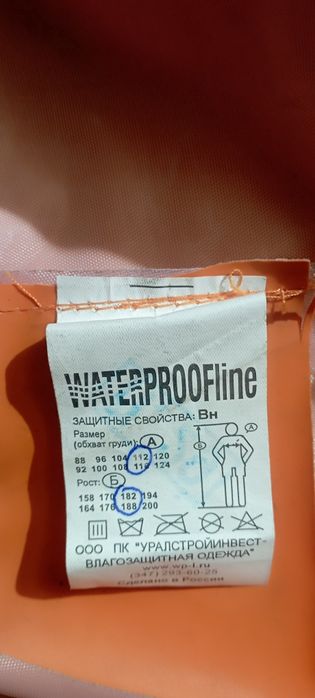 WATERPROOFline
ЗАЩИТНЫЕ СВОЙСТВА: Вн
Размер
(обхват груди): А
88 96 104 112 120
92 100 108 116 124
Рост: Б
158 170 182 194
164 176 188 200
А
Б
ООО ПК "УРАЛСТРОЙИНВЕСТ-
ВЛАГОЗАЩИТНАЯ ОДЕЖДА"
www.wp-l.ru
(347) 293-60-25
Сделано в России